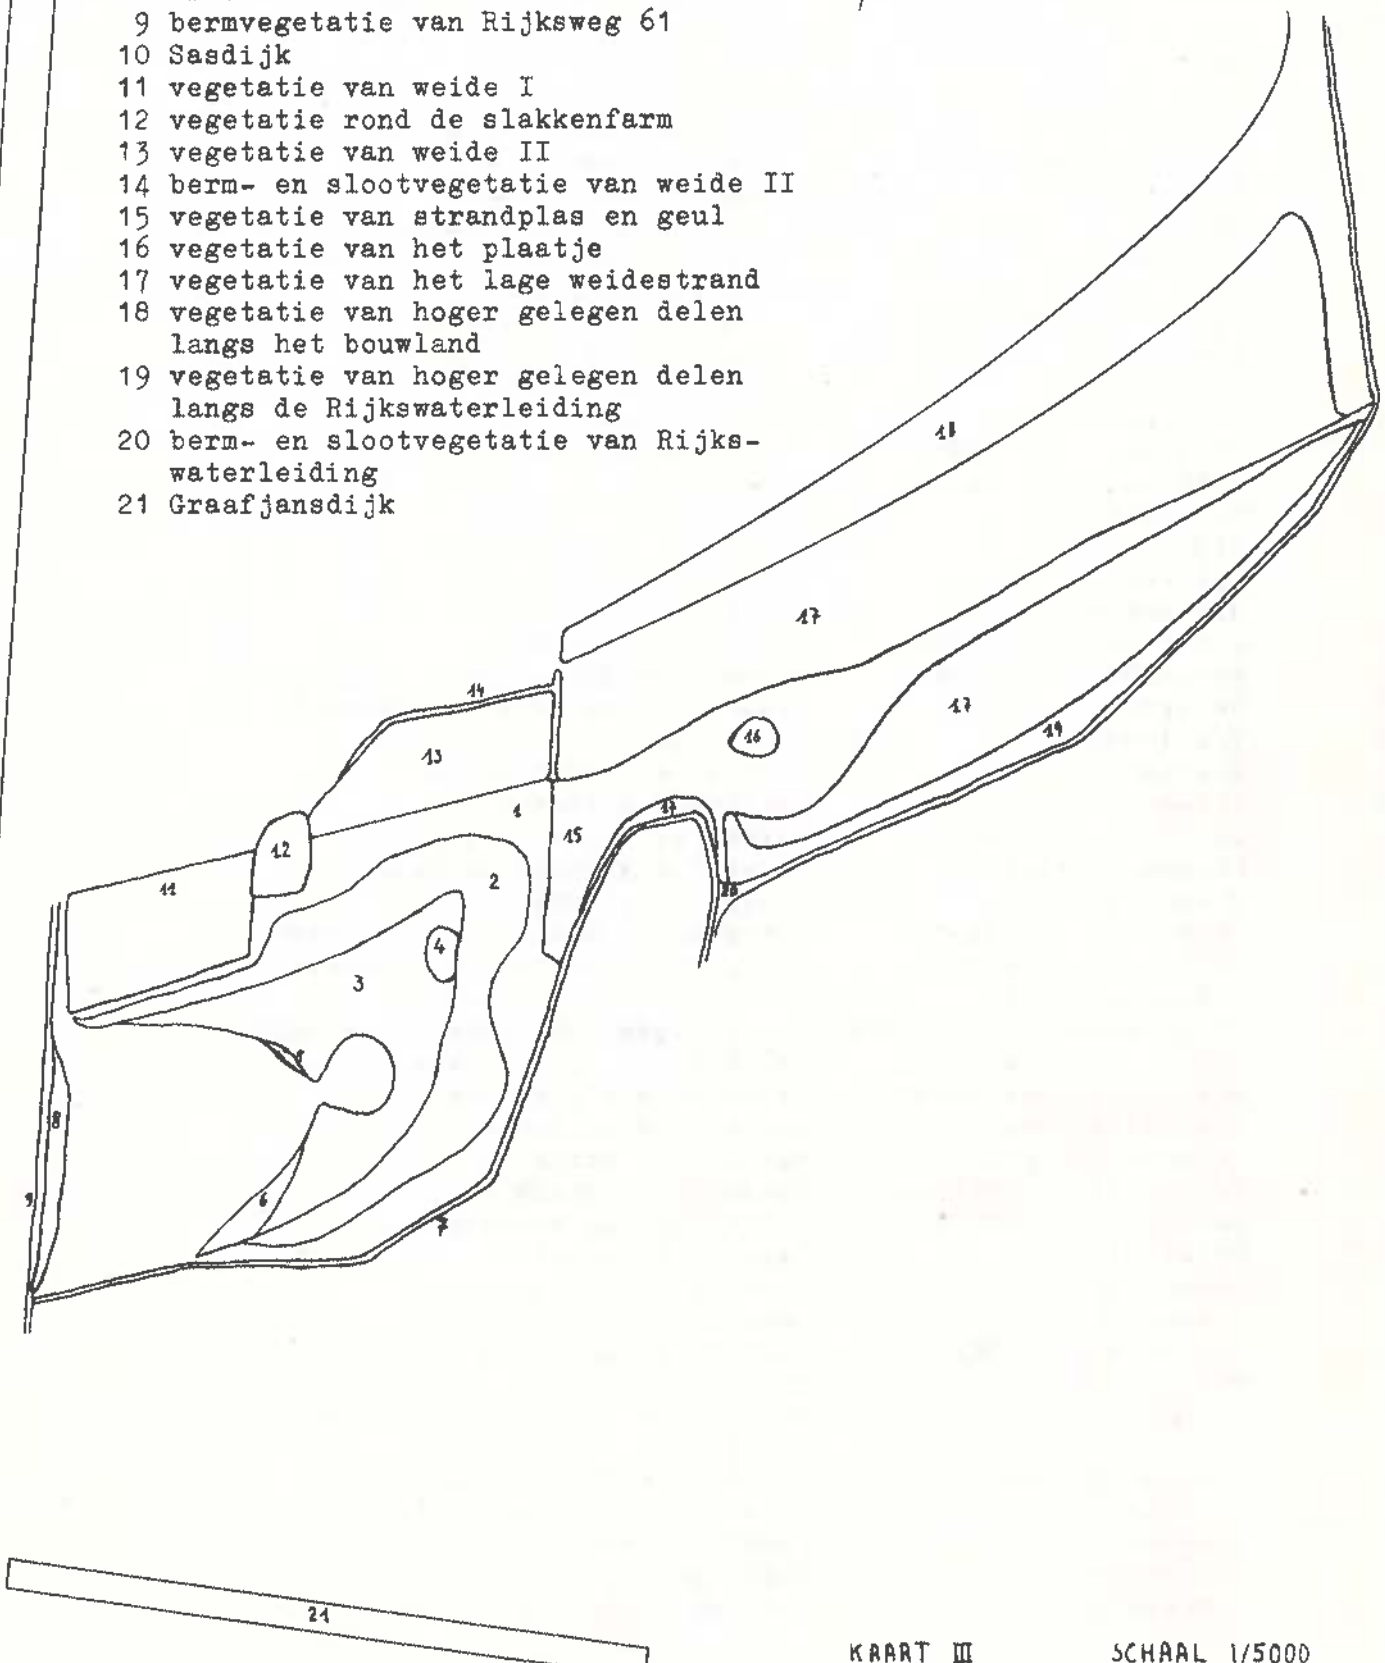 9 bermvegetatie van Rijksweg 61
10 Sasdijk
11 vegetatie van weide I
12 vegetatie rond de slakkenfarm
13 vegetatie van weide II
14 berm- en slootvegetatie van weide II
15 vegetatie van strandplas en geul
16 vegetatie van het plaatje
17 vegetatie van het lage weidestrand
18 vegetatie van hoger gelegen delen
langs het bouwland
19 vegetatie van hoger gelegen delen
langs de Rijkswaterleiding
20 berm- en slootvegetatie van Rijks-
waterleiding
21 Graafjansdijk
18
17
14
17
16
13
19
1
17
15
12
11
2
20
4
3
5
8
9
6
7
21
KAART III SCHAAL 1/5000